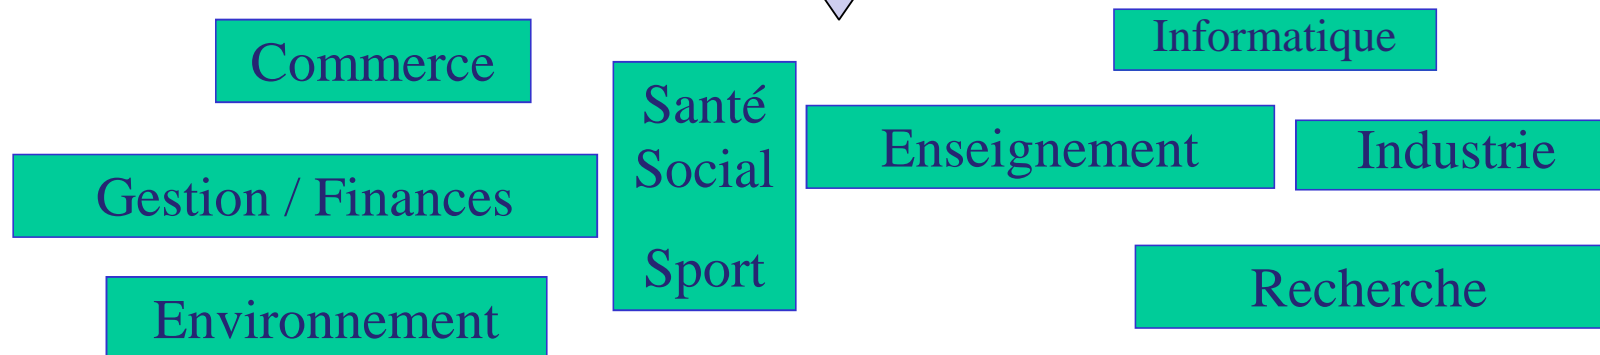 Commerce
Informatique
Santé
Social
Sport
Enseignement
Industrie
Gestion / Finances
Recherche
Environnement